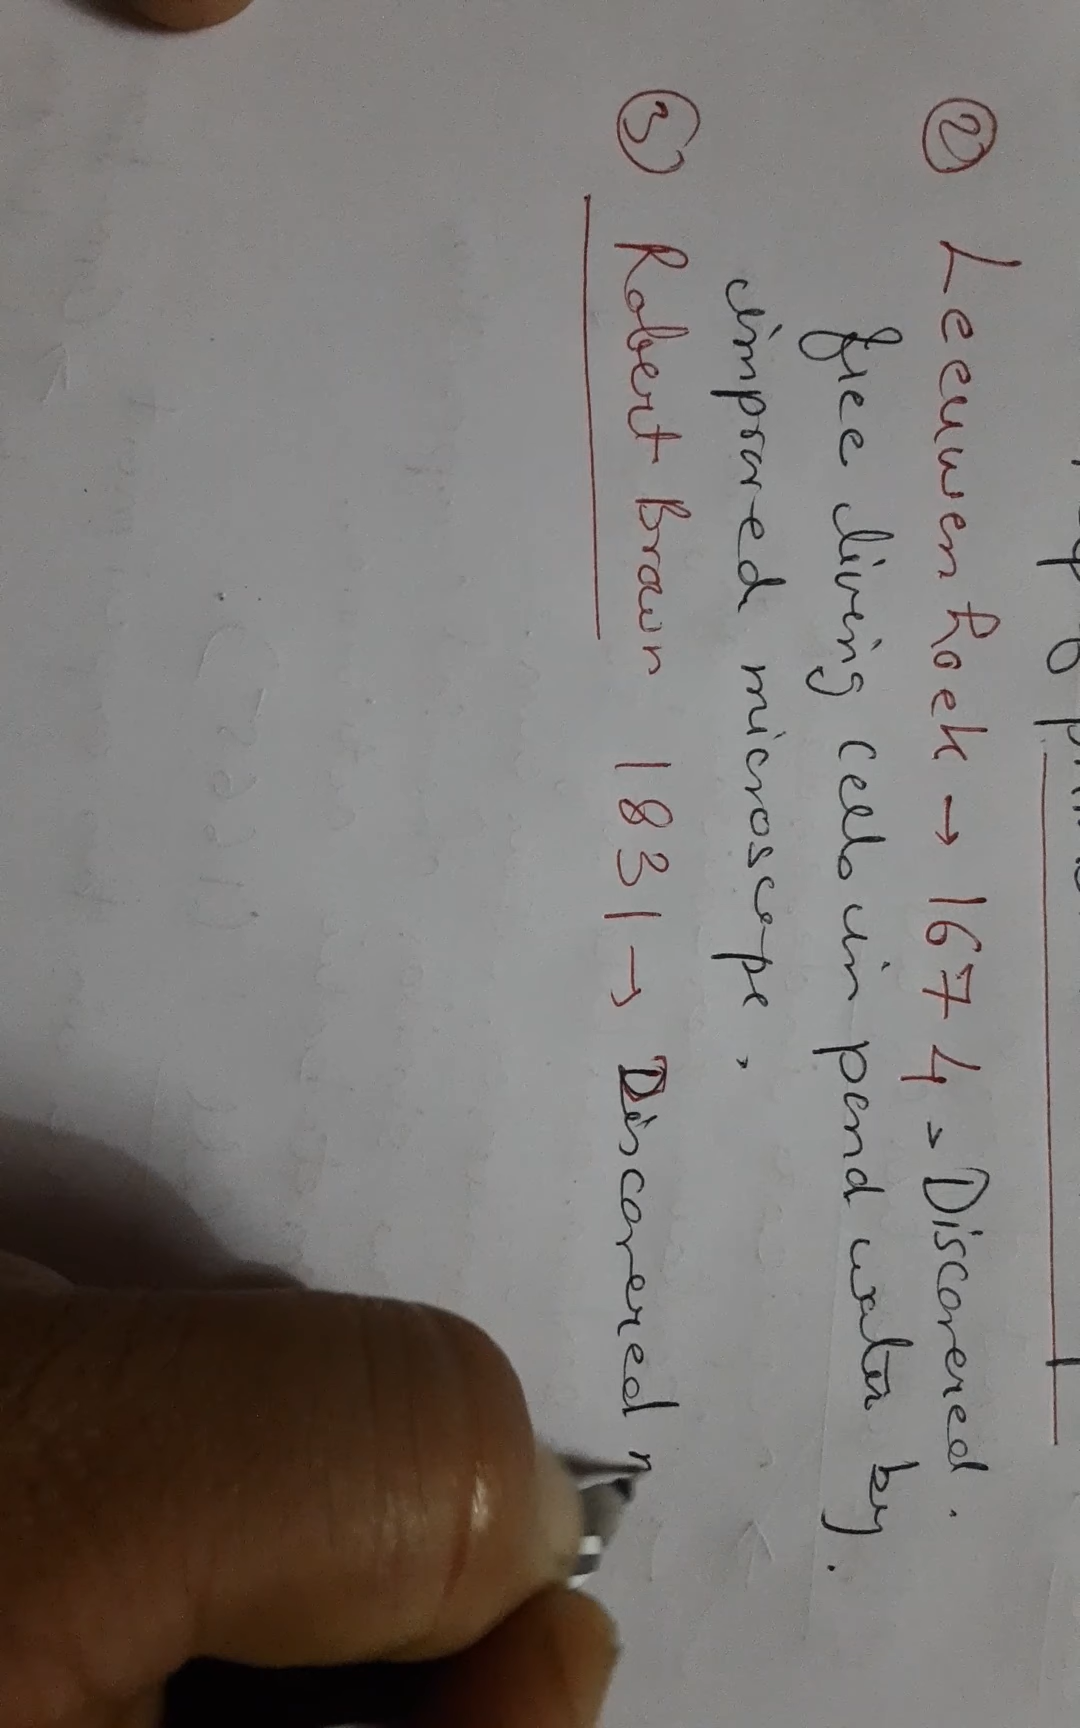 ② Leeuwen hoek → 1674 → Discovered.
free living cells in pond water by.
improved microscope.
③ Robert Brown 1831 → Discovered n